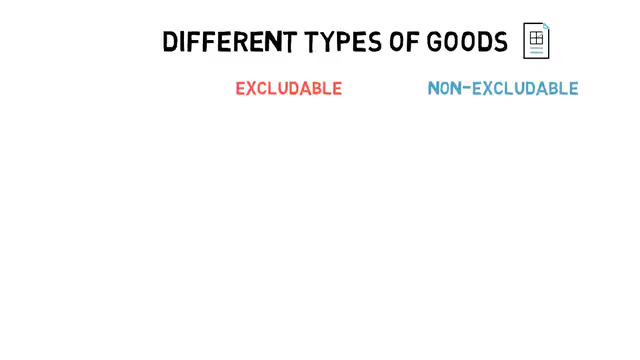 DIFFERENT TYPES OF GOODS
EXCLUDABLE NON-EXCLUDABLE